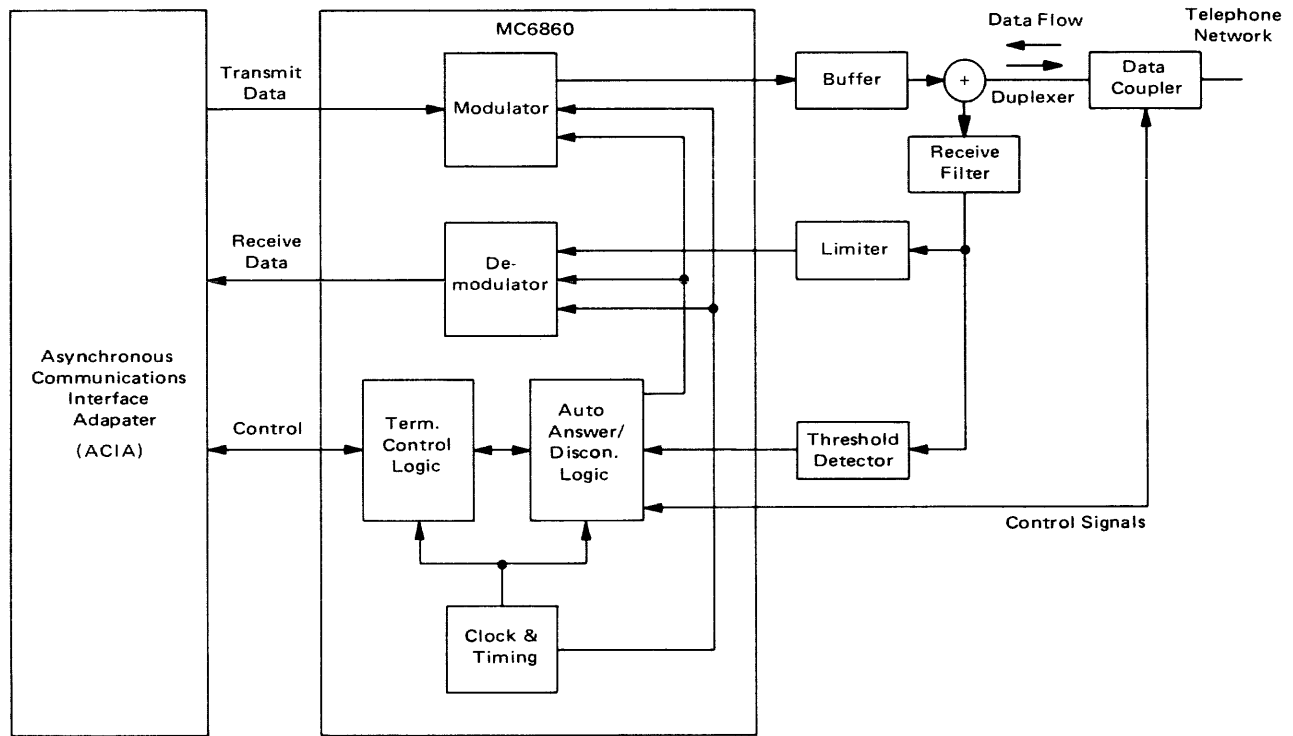 MC6860
Data Flow
Telephone
Network
Transmit
Data
Modulator
Buffer
+
Duplexer
Data
Coupler
Receive
Filter
Receive
Data
De-
modulator
Limiter
Asynchronous
Communications
Interface
Adapater
(ACIA)
Control
Term.
Control
Logic
Auto
Answer/
Discon.
Logic
Threshold
Detector
Control Signals
Clock &
Timing